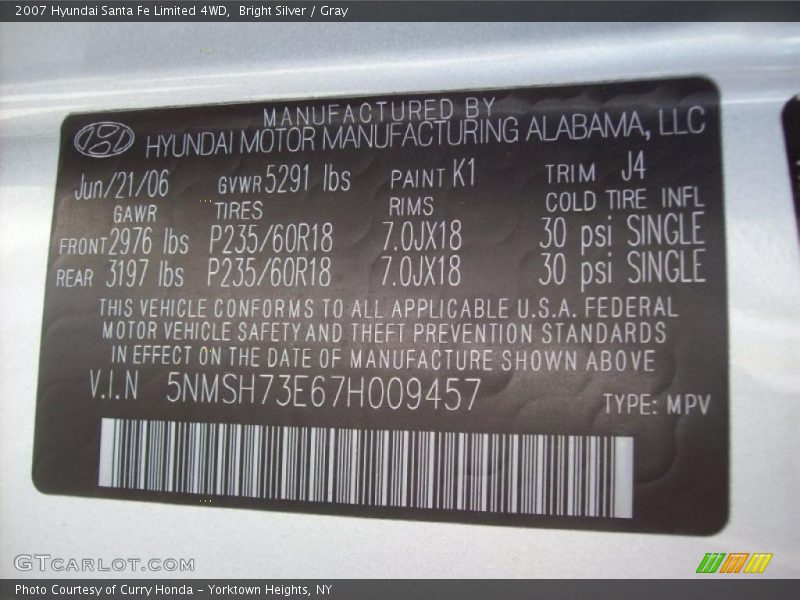 2007 Hyundai Santa Fe Limited 4WD, Bright Silver / Gray
MANUFACTURED BY
HYUNDAI MOTOR MANUFACTURING ALABAMA, LLC
Jun/21/06 GVWR 5291 lbs PAINT K1 TRIM J4
GAWR TIRES RIMS COLD TIRE INFL
FRONT 2976 lbs P235/60R18 7.0JX18 30 psi SINGLE
REAR 3197 lbs P235/60R18 7.0JX18 30 psi SINGLE
THIS VEHICLE CONFORMS TO ALL APPLICABLE U.S.A. FEDERAL
MOTOR VEHICLE SAFETY AND THEFT PREVENTION STANDARDS
IN EFFECT ON THE DATE OF MANUFACTURE SHOWN ABOVE
V.I.N 5NMSH73E67H009457
TYPE: MPV
GTCARLOT.COM
Photo Courtesy of Curry Honda - Yorktown Heights, NY